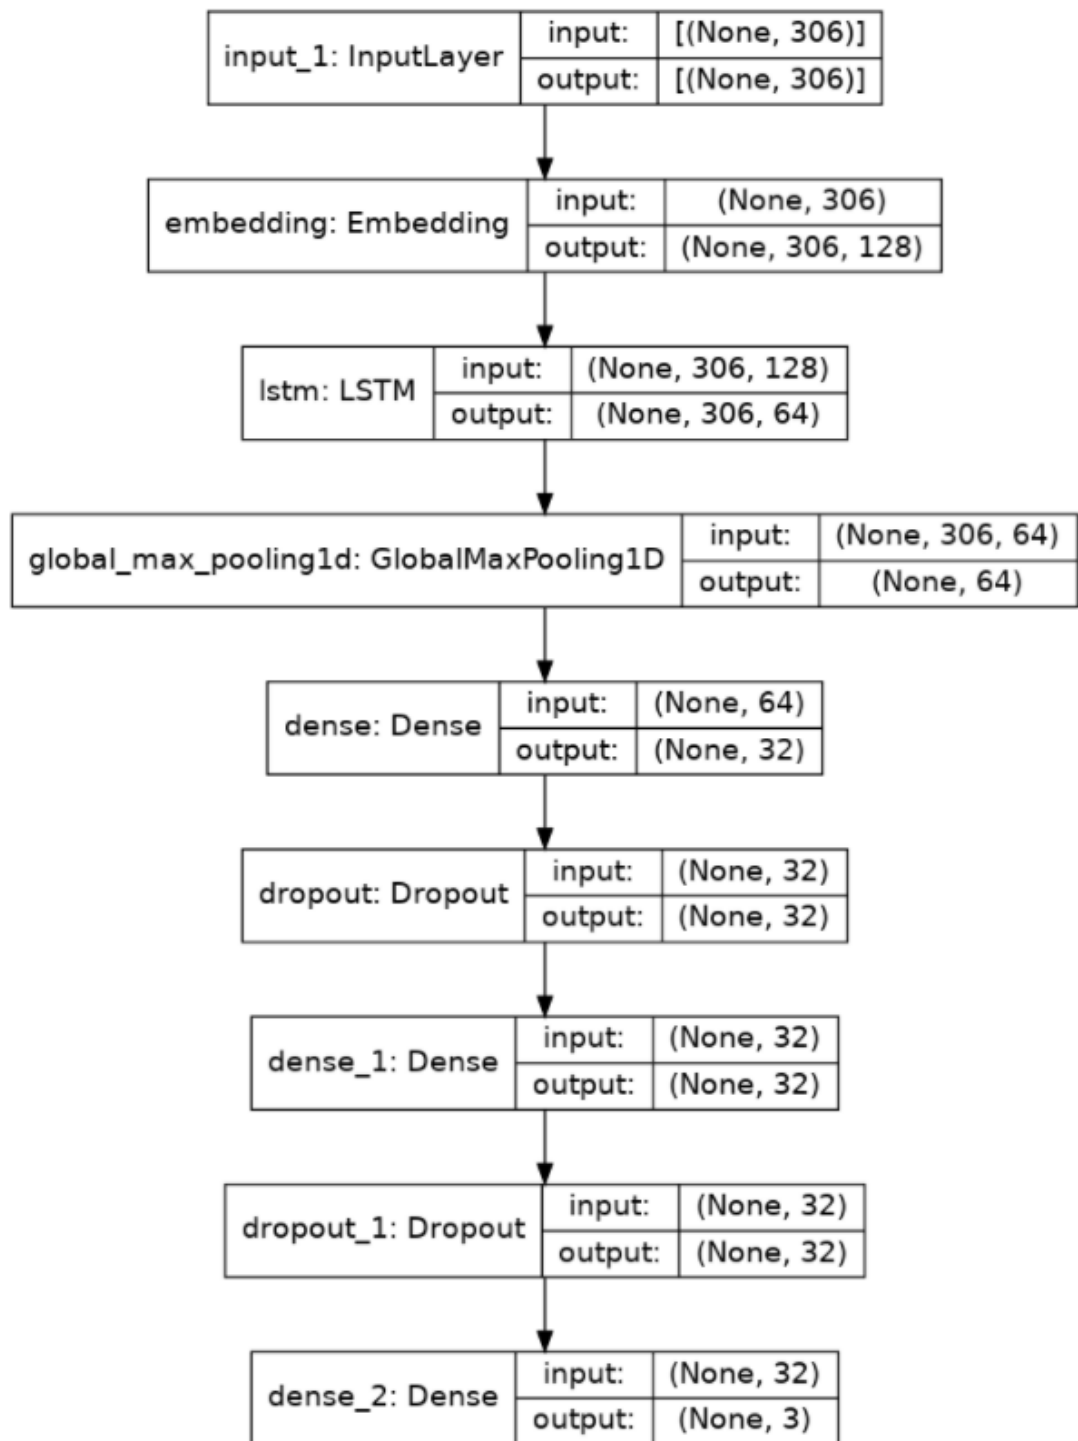 input_1: InputLayer
input: [(None, 306)]
output: [(None, 306)]
embedding: Embedding
input: (None, 306)
output: (None, 306, 128)
lstm: LSTM
input: (None, 306, 128)
output: (None, 306, 64)
global_max_pooling1d: GlobalMaxPooling1D
input: (None, 306, 64)
output: (None, 64)
dense: Dense
input: (None, 64)
output: (None, 32)
dropout: Dropout
input: (None, 32)
output: (None, 32)
dense_1: Dense
input: (None, 32)
output: (None, 32)
dropout_1: Dropout
input: (None, 32)
output: (None, 32)
dense_2: Dense
input: (None, 32)
output: (None, 3)